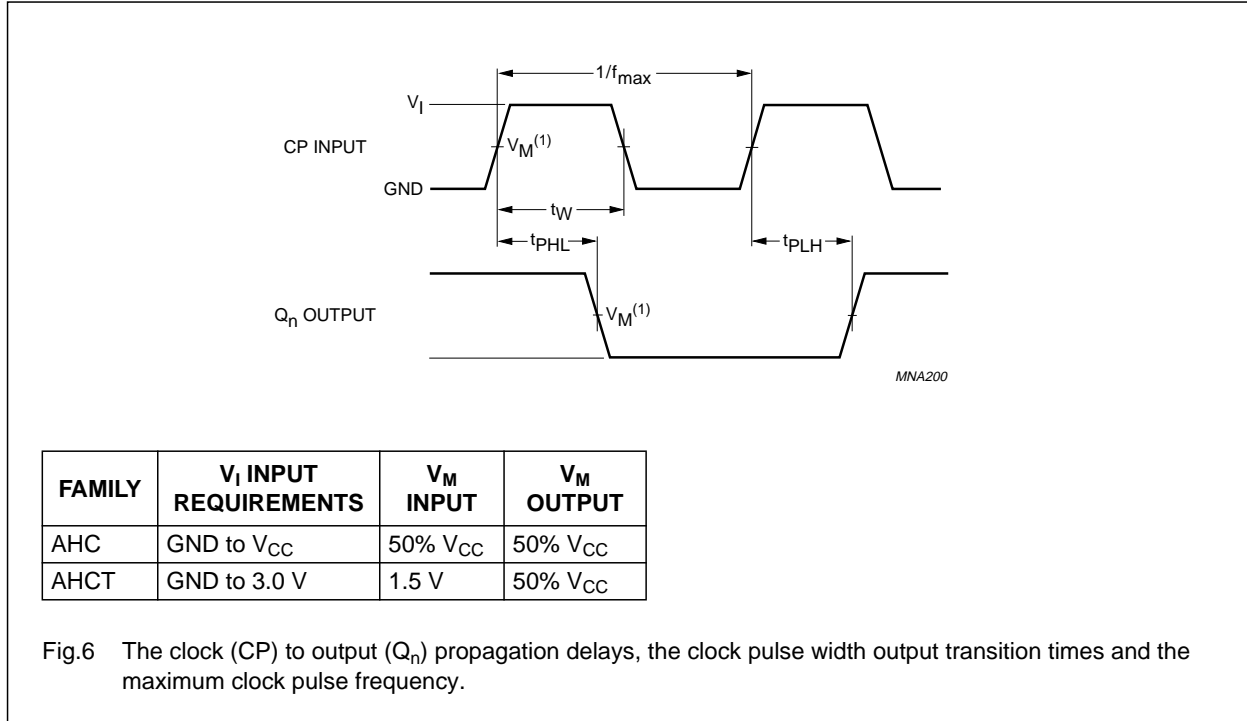 1/fmax
VI
CP INPUT
VM(1)
GND
tW
tPHL
tPLH
Qn OUTPUT
VM(1)
MNA200
FAMILY VI INPUT REQUIREMENTS VM INPUT VM OUTPUT
AHC GND to VCC 50% VCC 50% VCC
AHCT GND to 3.0 V 1.5 V 50% VCC
Fig.6 The clock (CP) to output (Qn) propagation delays, the clock pulse width output transition times and the
maximum clock pulse frequency.